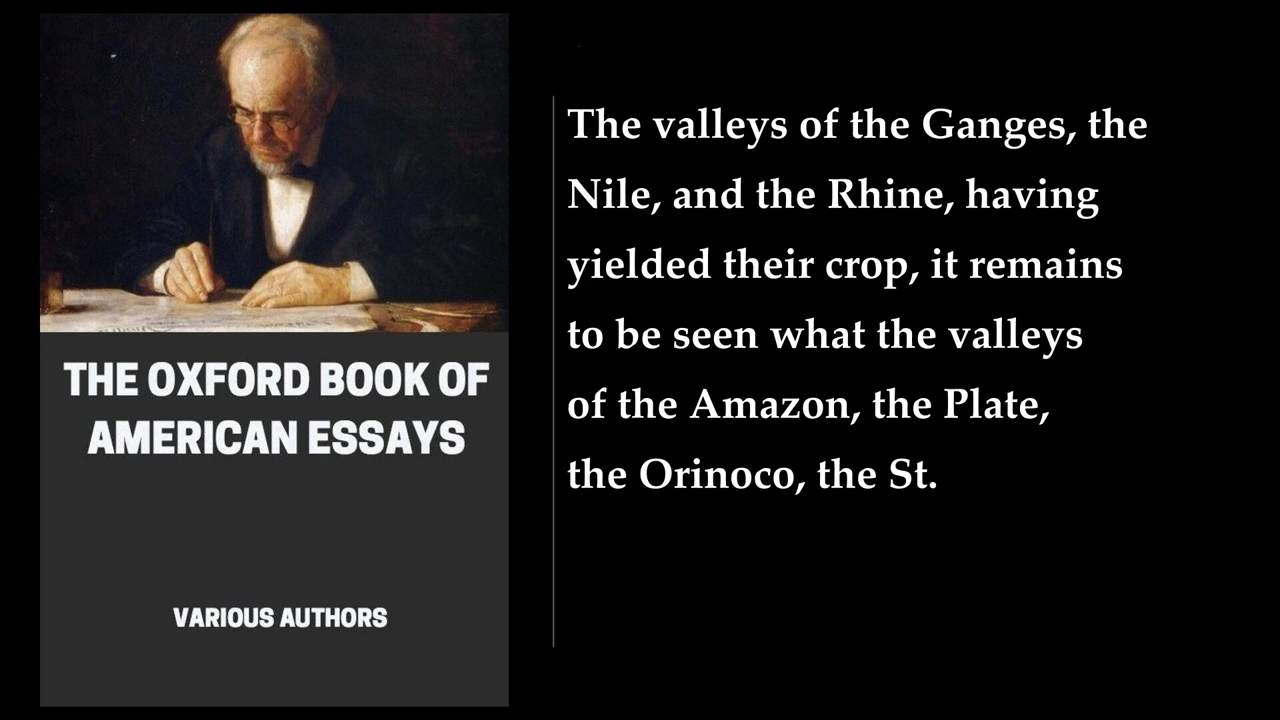 THE OXFORD BOOK OF
AMERICAN ESSAYS
VARIOUS AUTHORS
The valleys of the Ganges, the
Nile, and the Rhine, having
yielded their crop, it remains
to be seen what the valleys
of the Amazon, the Plate,
the Orinoco, the St.